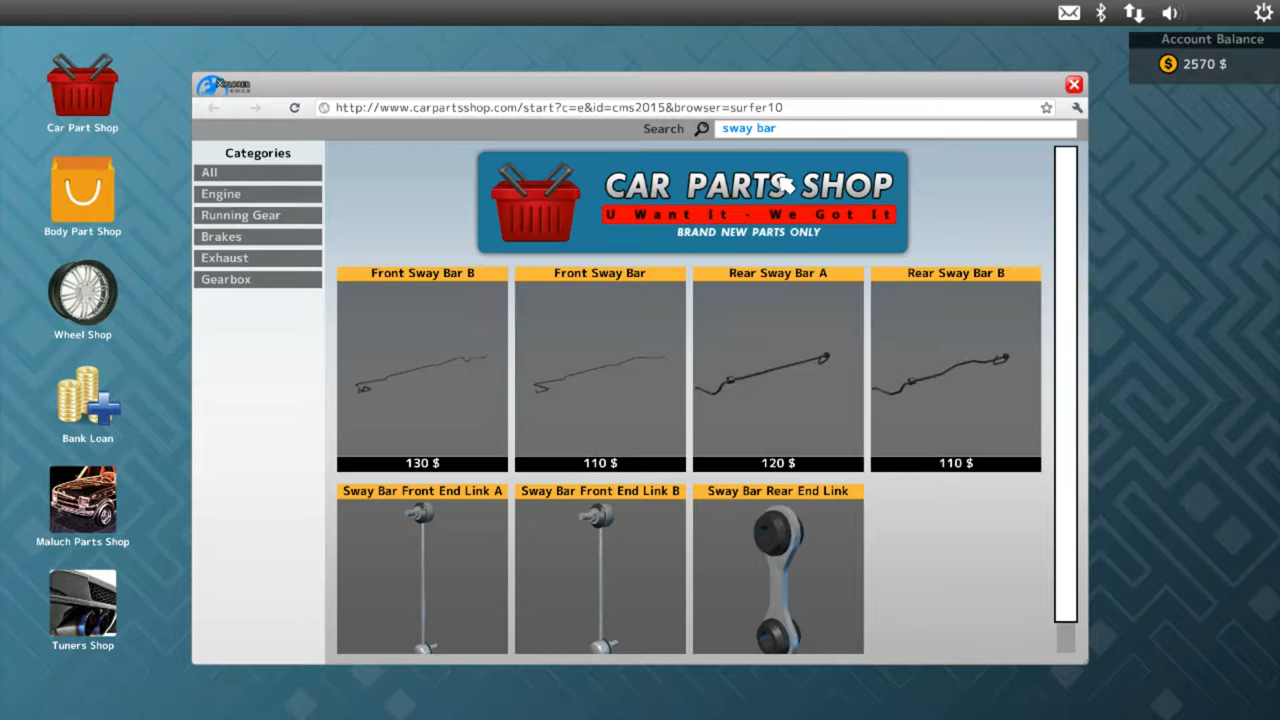 Account Balance
2570 $
Car Part Shop
Body Part Shop
Wheel Shop
Bank Loan
Maluch Parts Shop
Tuners Shop
http://www.carpartsshop.com/start?c=e&id=cms2015&browser=surfer10
Search
sway bar
Categories
All
Engine
Running Gear
Brakes
Exhaust
Gearbox
CAR PARTS SHOP
U Want It - We Got It
BRAND NEW PARTS ONLY
Front Sway Bar B
Front Sway Bar
Rear Sway Bar A
Rear Sway Bar B
130 $
110 $
120 $
110 $
Sway Bar Front End Link A
Sway Bar Front End Link B
Sway Bar Rear End Link